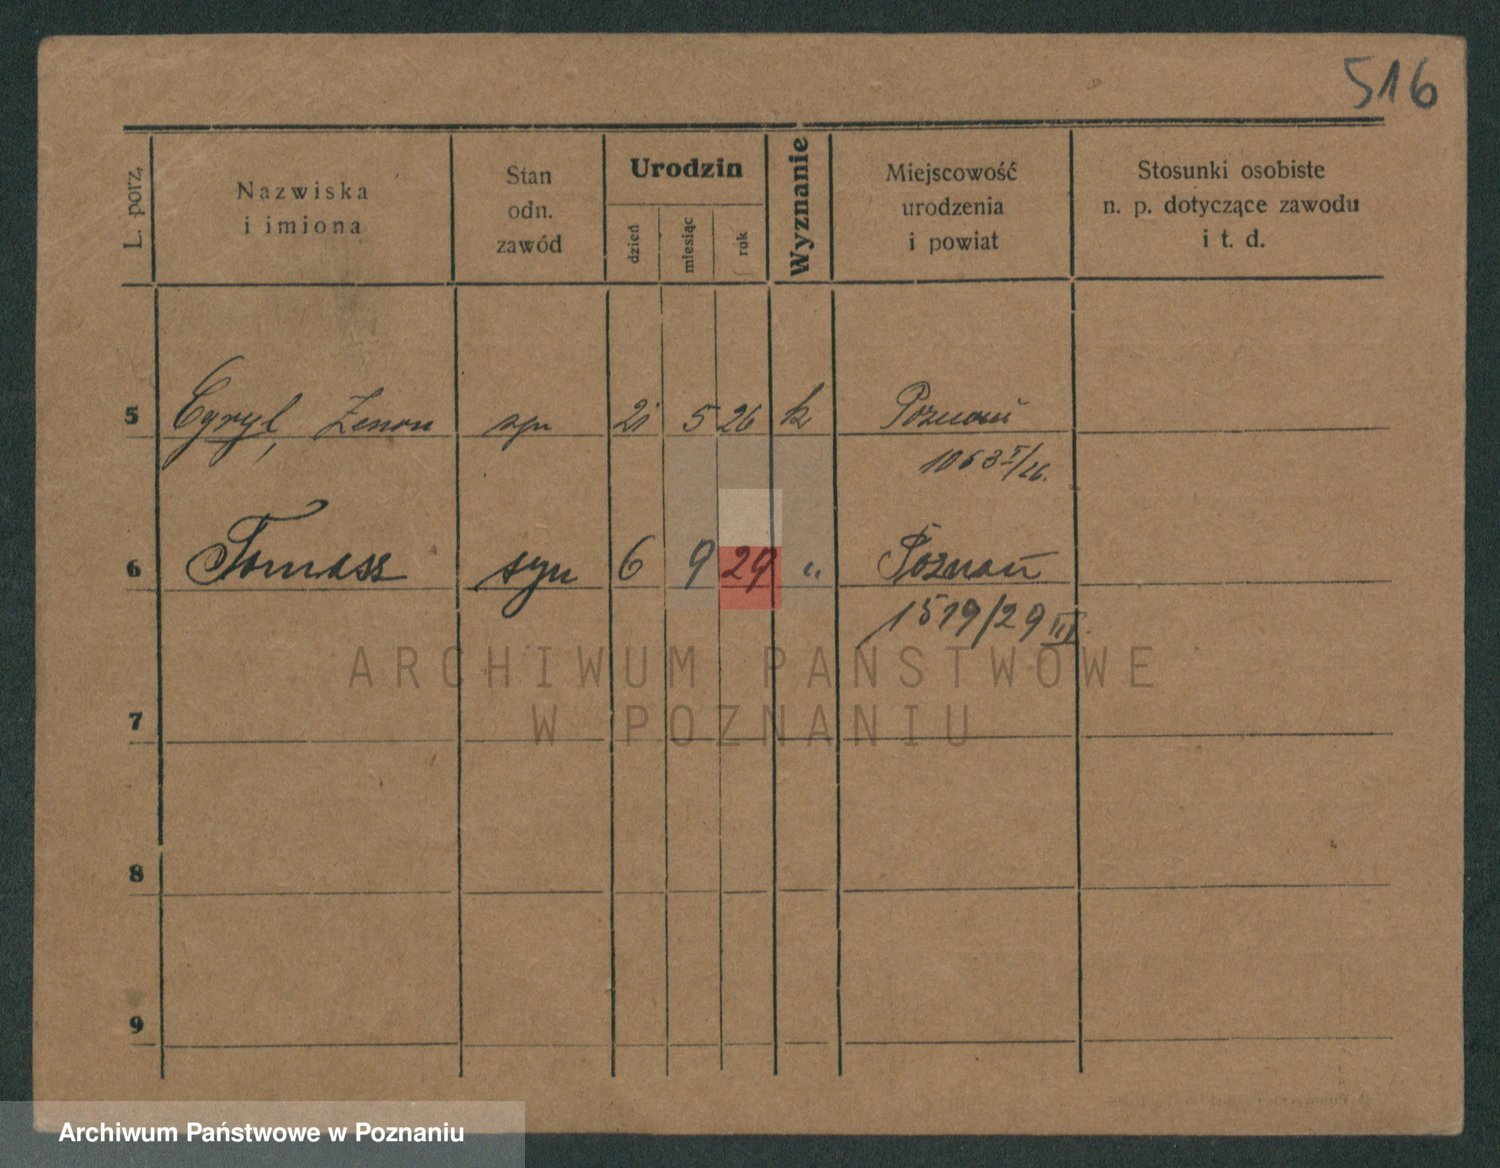 516
L. porz.
Nazwiska
i imiona
Stan
odn.
zawód
Urodzin
dzień
miesiąc
rok
Wyznanie
Miejscowość
urodzenia
i powiat
Stosunki osobiste
n. p. dotyczące zawodu
i t. d.
5 Cyryl, Zenon syn 21 5 26 k Poznań
1063 I/26.
6 Tomasz syn 6 9 29 " Poznań
1519/29 III.
ARCHIWUM PAŃSTWOWE
W POZNANIU
7
8
9
Archiwum Państwowe w Poznaniu